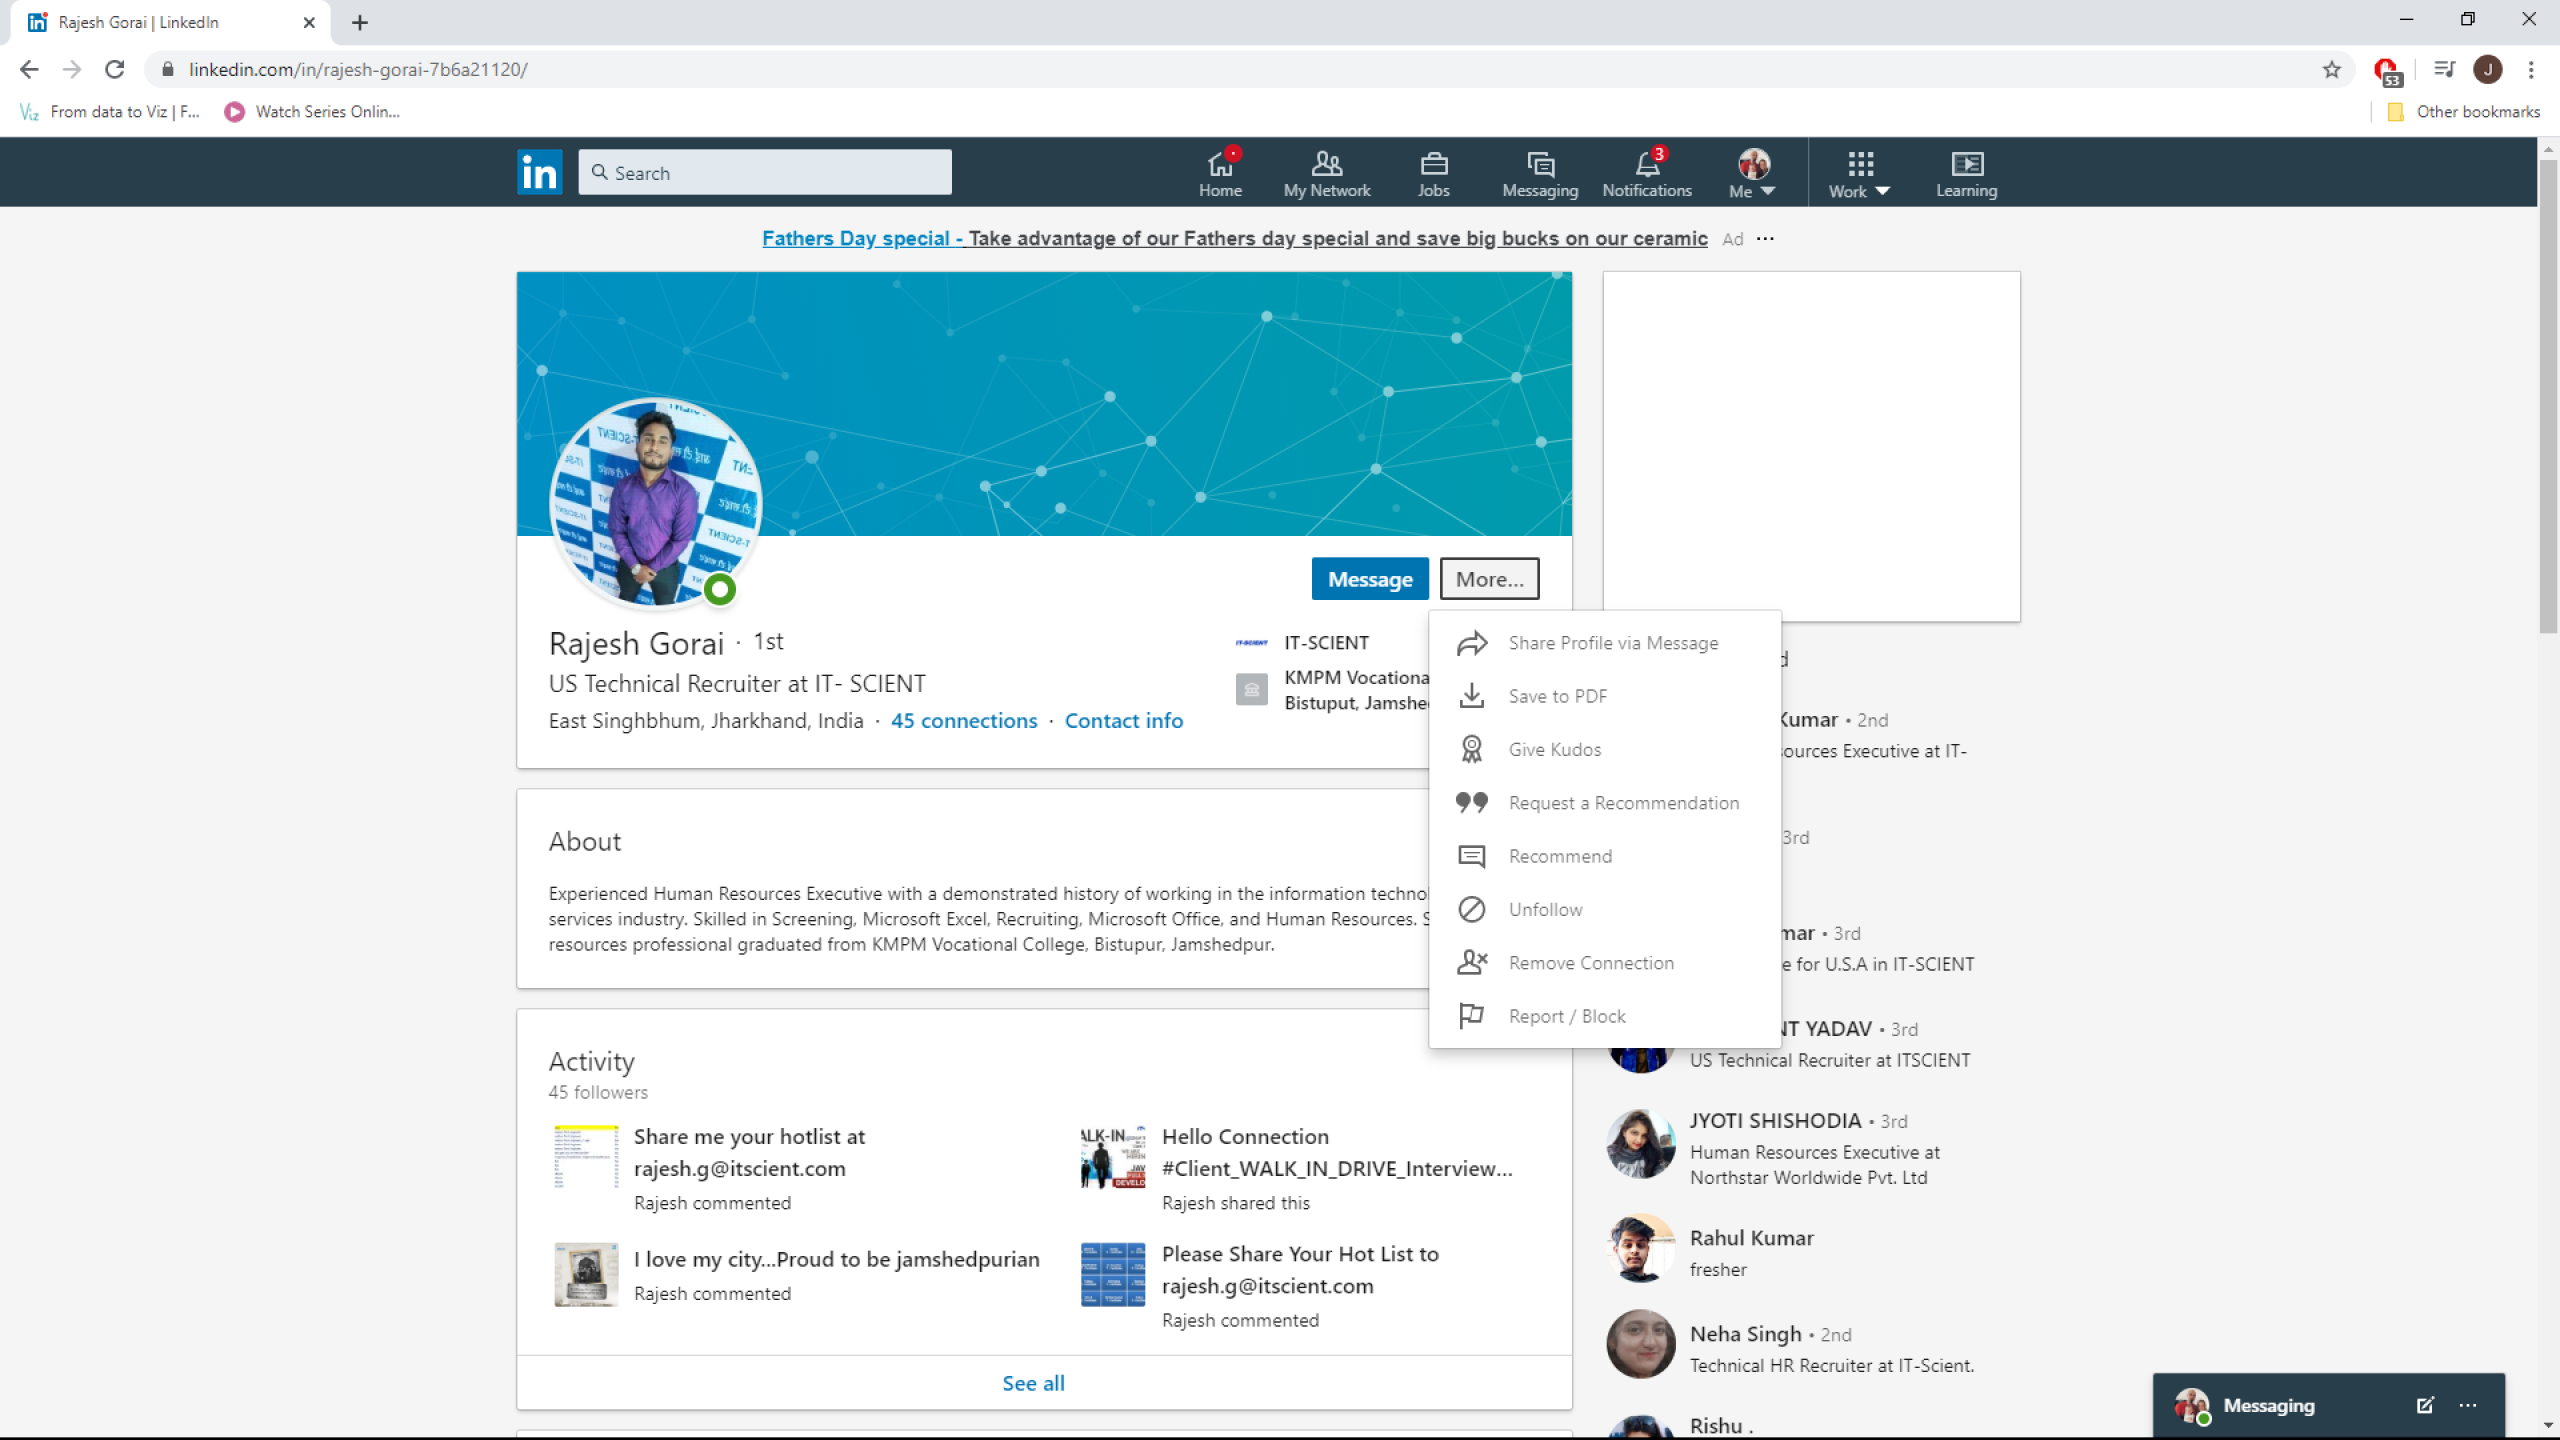 Rajesh Gorai | LinkedIn
linkedin.com/in/rajesh-gorai-7b6a21120/
53
J
From data to Viz | F...
Watch Series Onlin...
Other bookmarks
in
Search
Home
My Network
Jobs
Messaging
3
Notifications
Me
Work
Learning
Fathers Day special - Take advantage of our Fathers day special and save big bucks on our ceramic
Ad
Message
More...
Rajesh Gorai · 1st
US Technical Recruiter at IT- SCIENT
East Singhbhum, Jharkhand, India · 45 connections · Contact info
IT-SCIENT
IT-SCIENT
KMPM Vocationa
Bistuput, Jamshe
Share Profile via Message
Save to PDF
Give Kudos
Request a Recommendation
Recommend
Unfollow
Remove Connection
Report / Block
About
Experienced Human Resources Executive with a demonstrated history of working in the information technol
services industry. Skilled in Screening, Microsoft Excel, Recruiting, Microsoft Office, and Human Resources. S
resources professional graduated from KMPM Vocational College, Bistupur, Jamshedpur.
Activity
45 followers
Share me your hotlist at
rajesh.g@itscient.com
Rajesh commented
Hello Connection
#Client_WALK_IN_DRIVE_Interview...
Rajesh shared this
I love my city...Proud to be jamshedpurian
Rajesh commented
Please Share Your Hot List to
rajesh.g@itscient.com
Rajesh commented
See all
d
Kumar • 2nd
ources Executive at IT-
3rd
mar • 3rd
e for U.S.A in IT-SCIENT
NT YADAV • 3rd
US Technical Recruiter at ITSCIENT
JYOTI SHISHODIA • 3rd
Human Resources Executive at
Northstar Worldwide Pvt. Ltd
Rahul Kumar
fresher
Neha Singh • 2nd
Technical HR Recruiter at IT-Scient.
Rishu .
Messaging